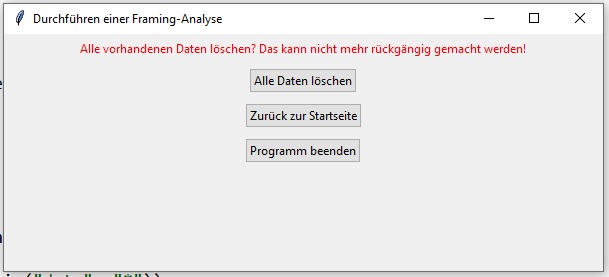 Durchführen einer Framing-Analyse
Alle vorhandenen Daten löschen? Das kann nicht mehr rückgängig gemacht werden!
Alle Daten löschen
Zurück zur Startseite
Programm beenden